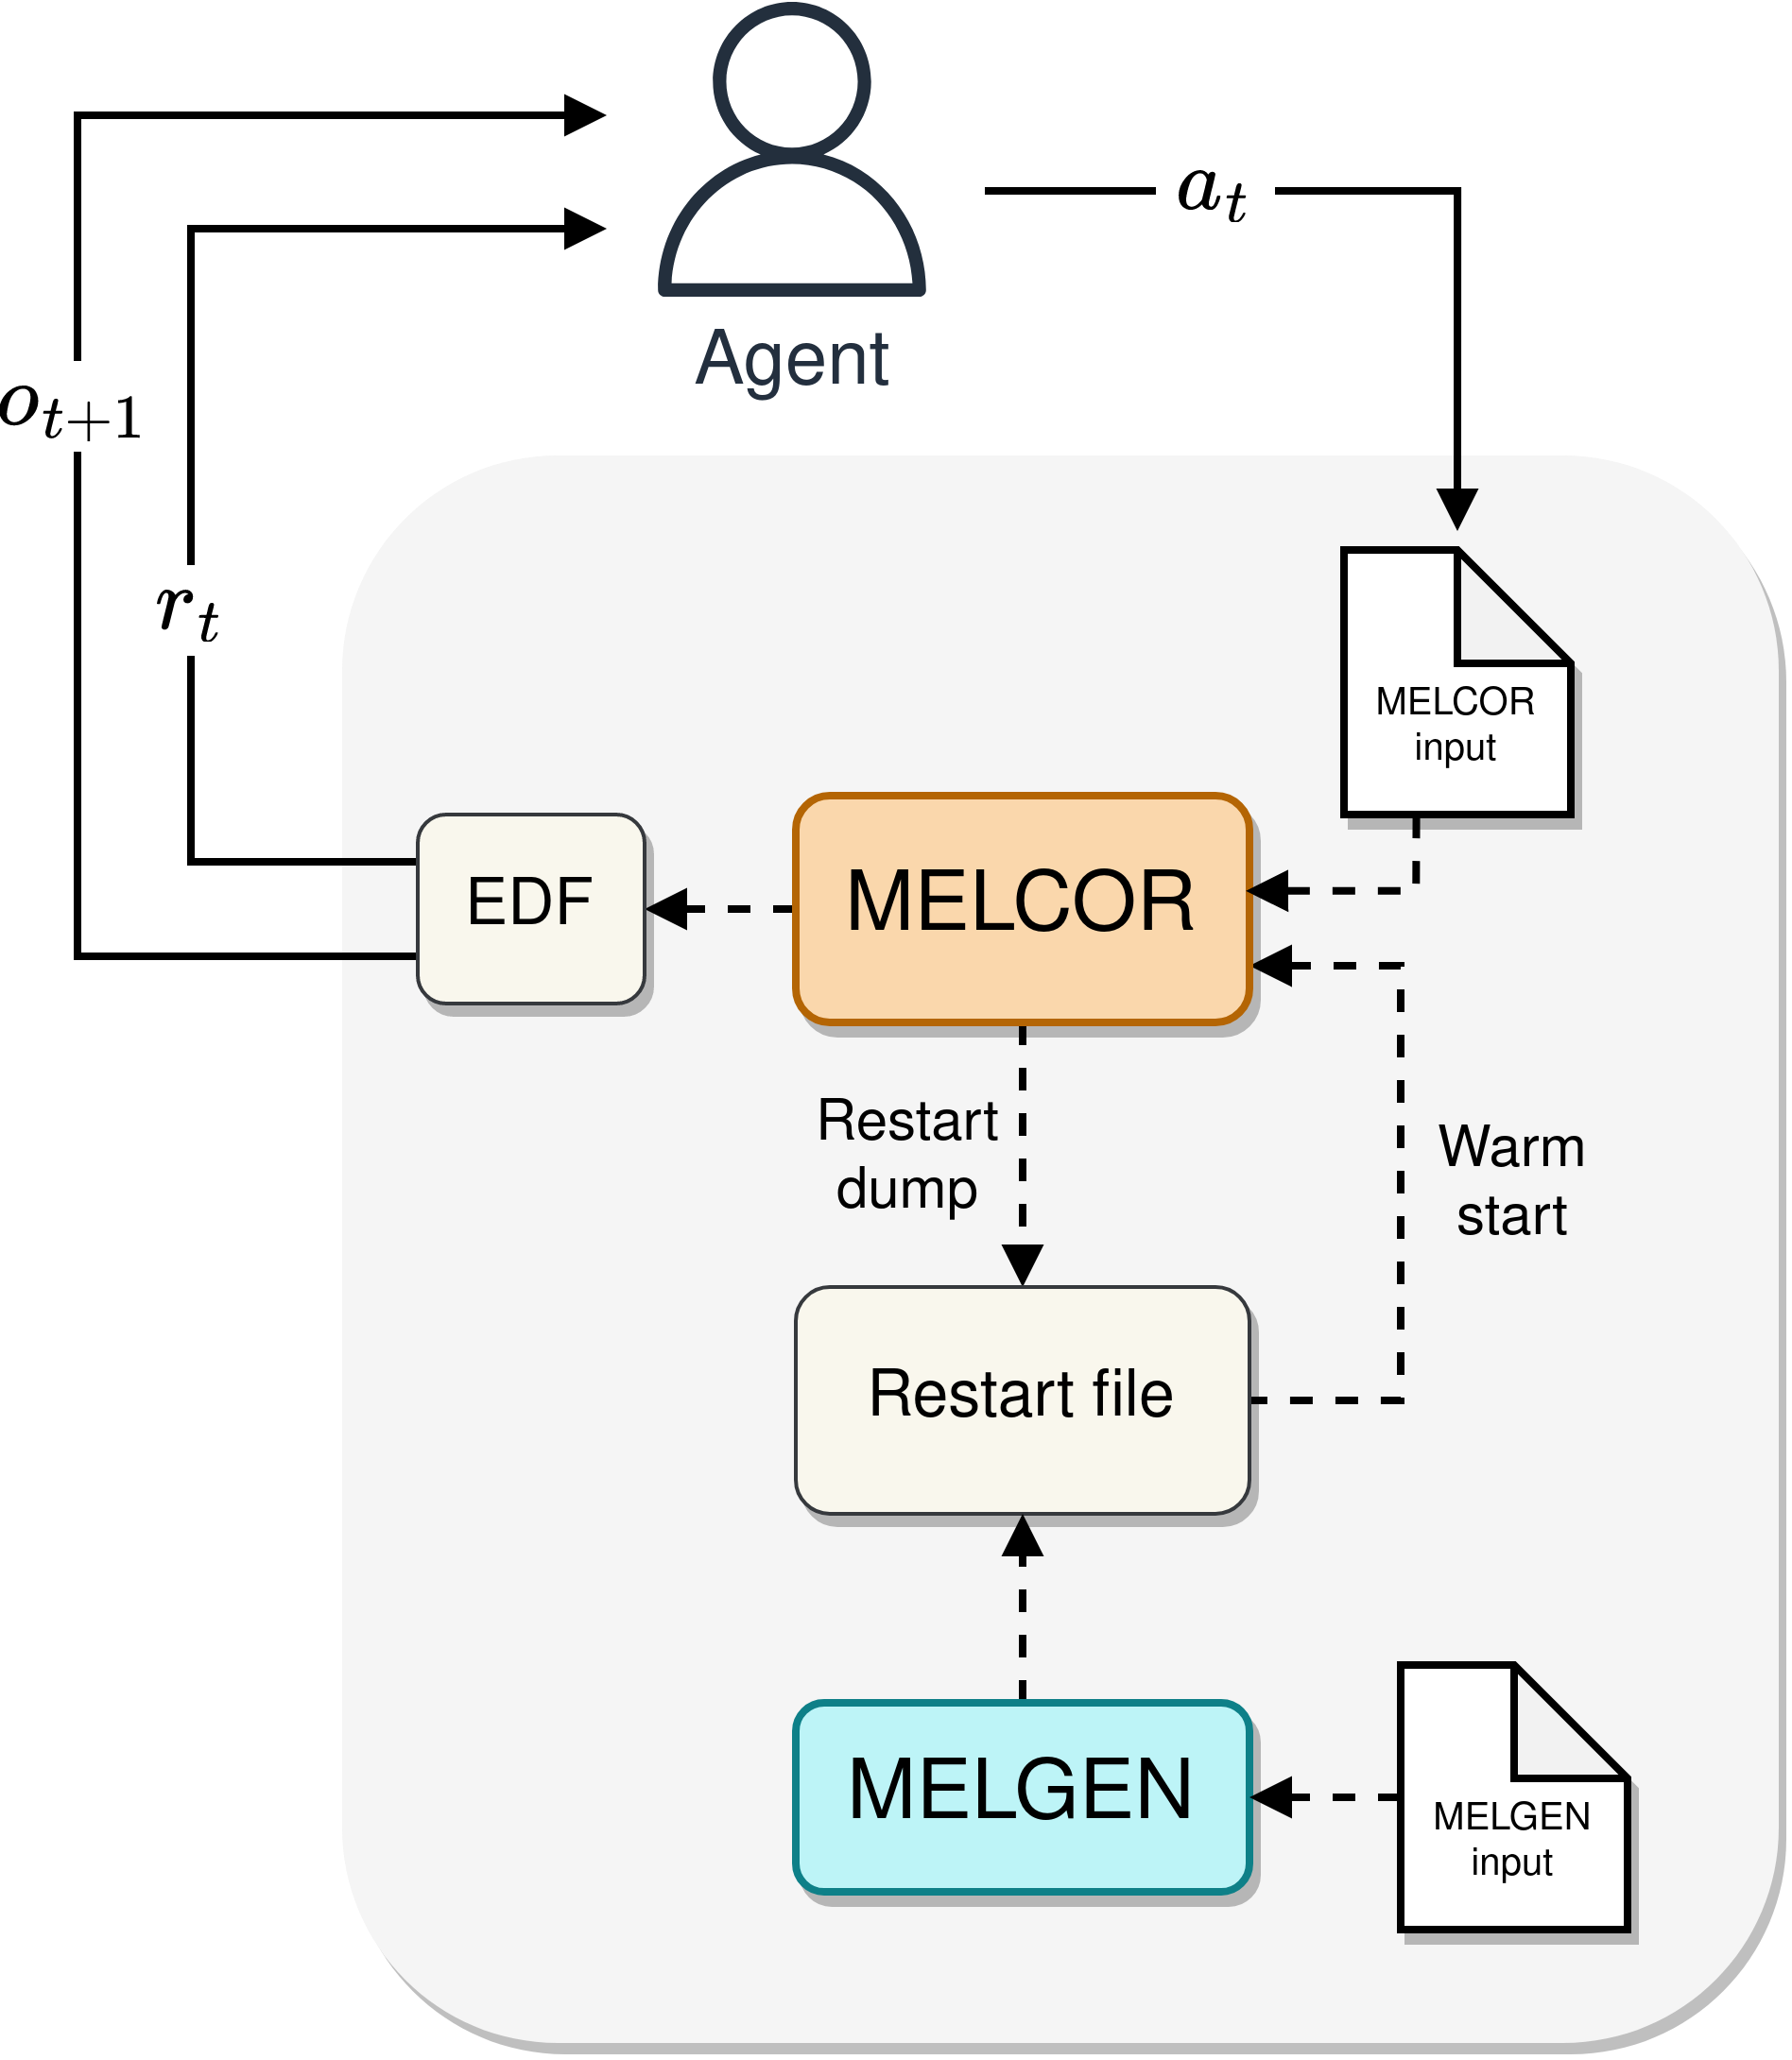 a_t
Agent
o_{t+1}
r_t
MELCOR
input
EDF
MELCOR
Restart
dump
Warm
start
Restart file
MELGEN
MELGEN
input